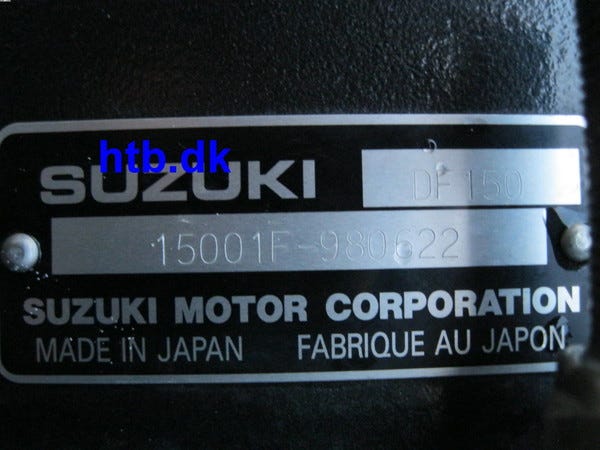 htb.dk
SUZUKI DF150
15001F-980622
SUZUKI MOTOR CORPORATION
MADE IN JAPAN FABRIQUE AU JAPON